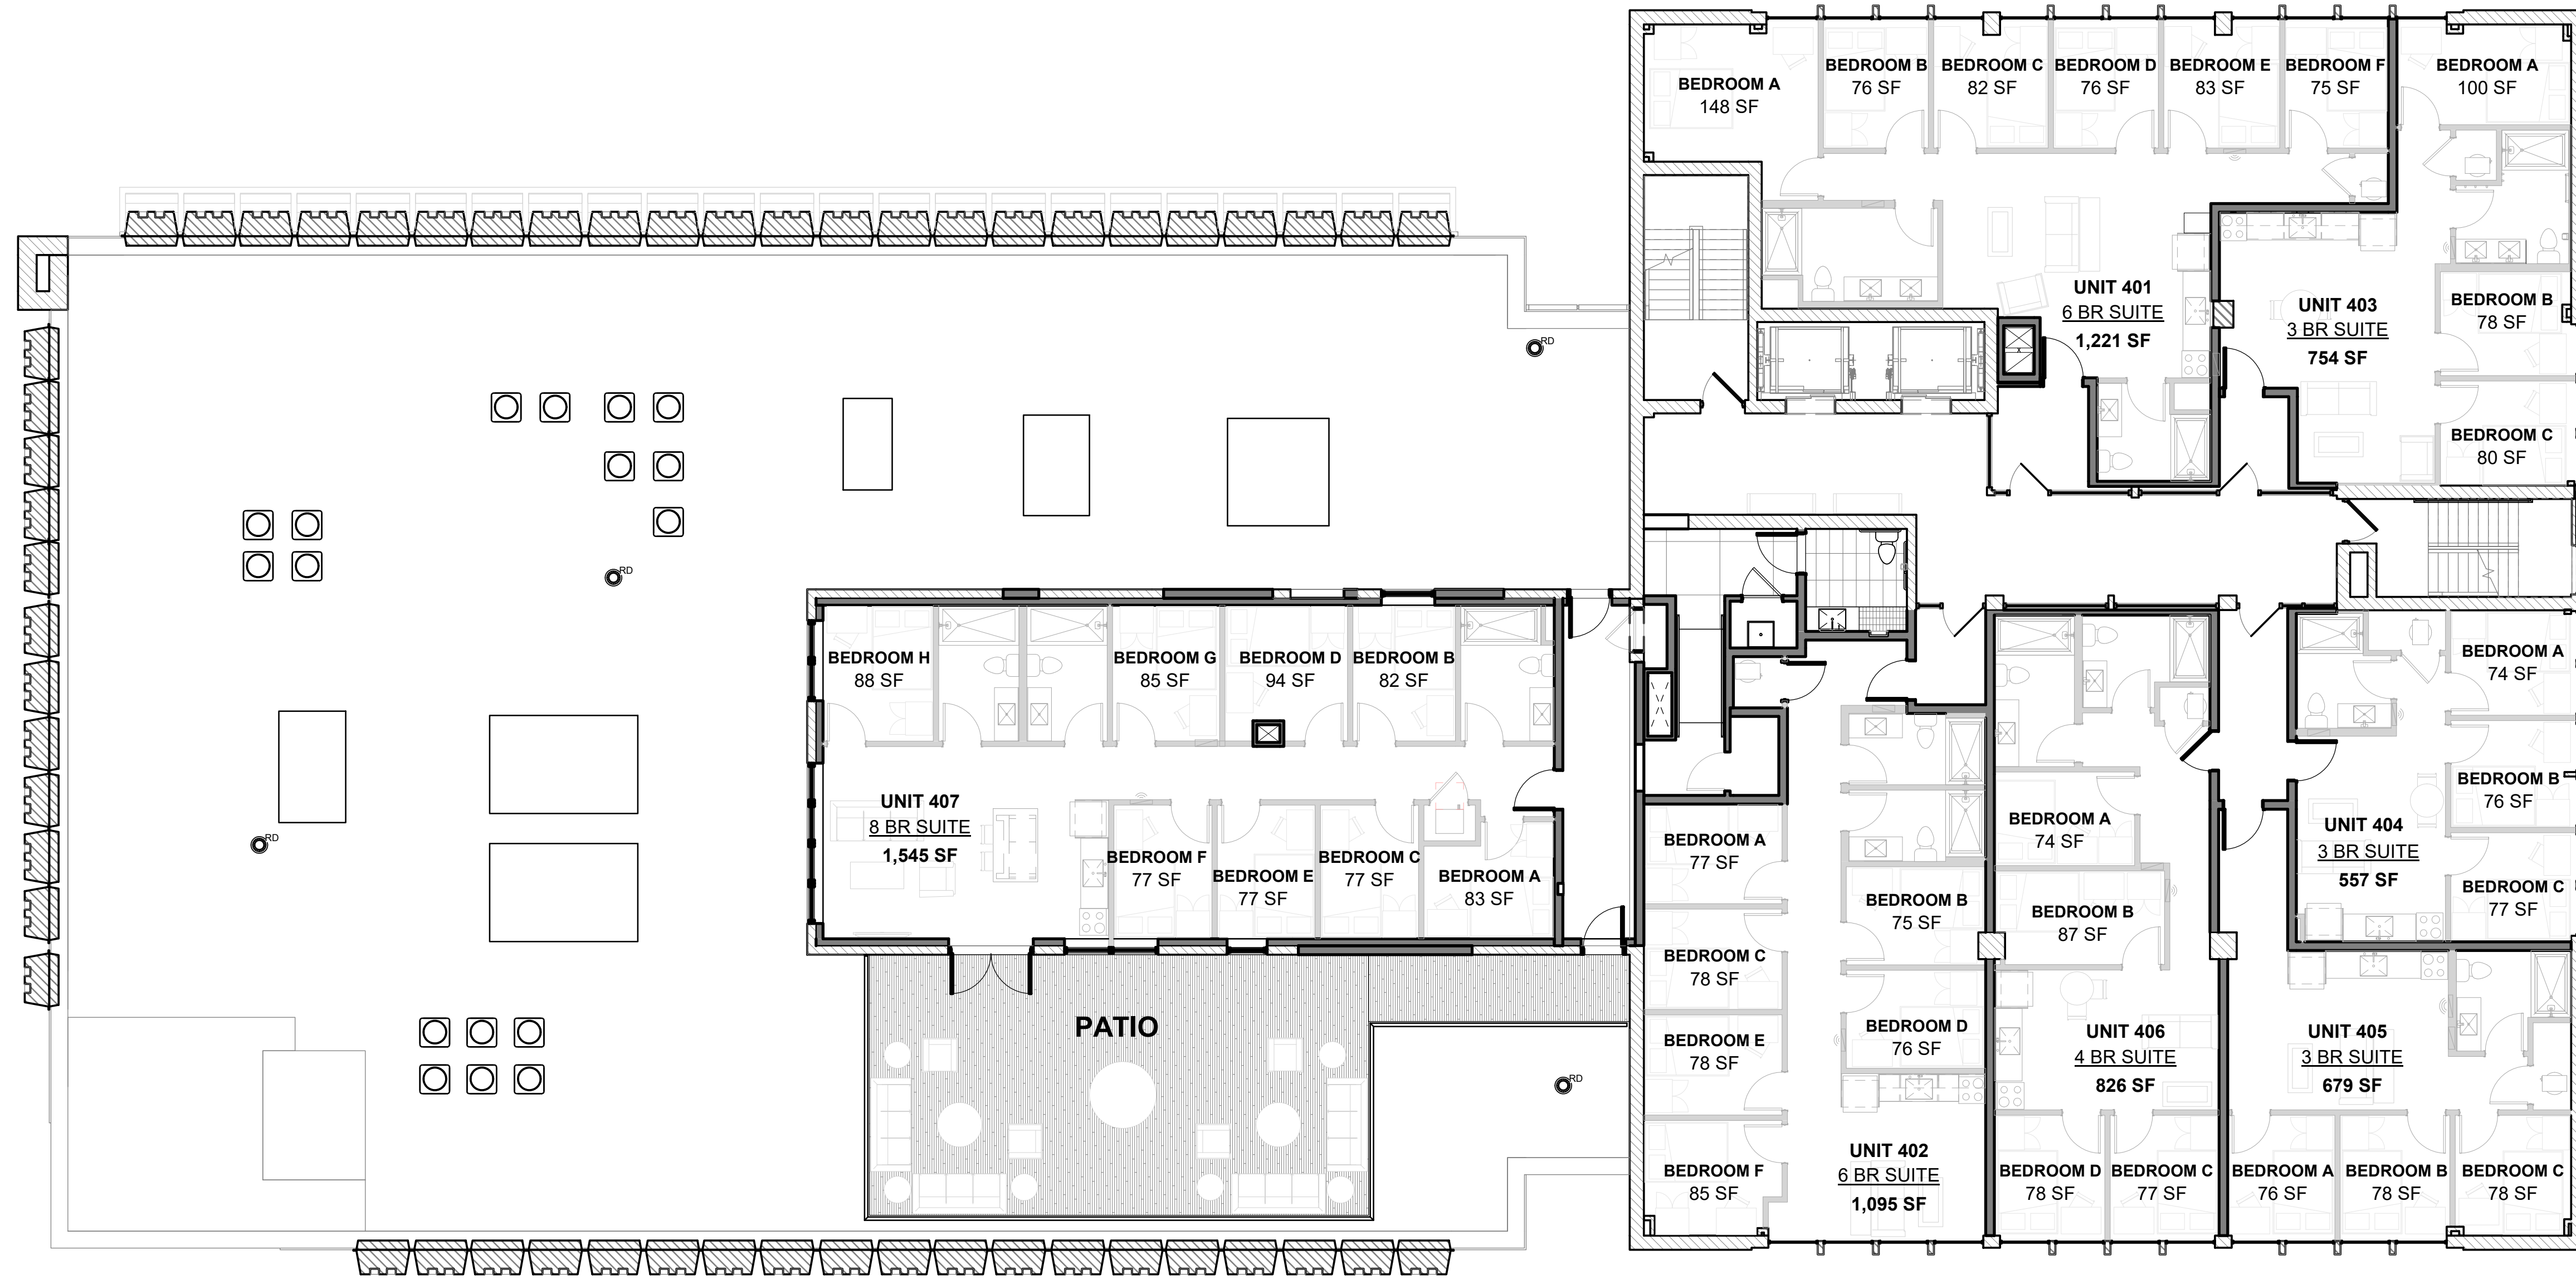 BEDROOM A
148 SF
BEDROOM B
76 SF
BEDROOM C
82 SF
BEDROOM D
76 SF
BEDROOM E
83 SF
BEDROOM F
75 SF
UNIT 401
6 BR SUITE
1,221 SF
BEDROOM A
100 SF
BEDROOM B
78 SF
BEDROOM C
80 SF
UNIT 403
3 BR SUITE
754 SF
RD
RD
RD
RD
BEDROOM H
88 SF
BEDROOM G
85 SF
BEDROOM D
94 SF
BEDROOM B
82 SF
UNIT 407
8 BR SUITE
1,545 SF
BEDROOM F
77 SF
BEDROOM E
77 SF
BEDROOM C
77 SF
BEDROOM A
83 SF
PATIO
BEDROOM A
77 SF
BEDROOM B
75 SF
BEDROOM C
78 SF
BEDROOM D
76 SF
BEDROOM E
78 SF
BEDROOM F
85 SF
UNIT 402
6 BR SUITE
1,095 SF
BEDROOM A
74 SF
BEDROOM B
87 SF
UNIT 406
4 BR SUITE
826 SF
BEDROOM D
78 SF
BEDROOM C
77 SF
BEDROOM A
74 SF
BEDROOM B
76 SF
UNIT 404
3 BR SUITE
557 SF
BEDROOM C
77 SF
UNIT 405
3 BR SUITE
679 SF
BEDROOM A
76 SF
BEDROOM B
78 SF
BEDROOM C
78 SF